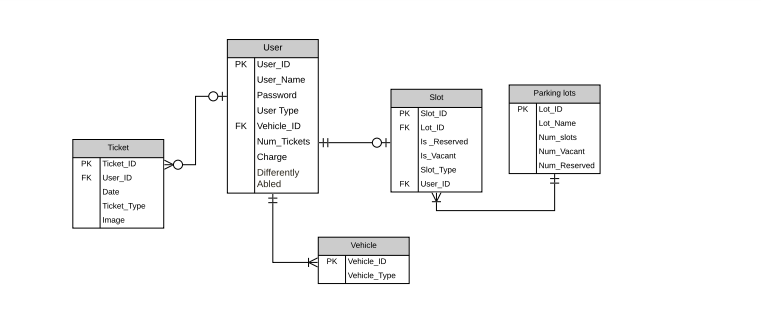 User
PK User_ID
User_Name
Password
User Type
FK Vehicle_ID
Num_Tickets
Charge
Differently
Abled
Slot
PK Slot_ID
FK Lot_ID
Is _Reserved
Is_Vacant
Slot_Type
FK User_ID
Parking lots
PK Lot_ID
Lot_Name
Num_slots
Num_Vacant
Num_Reserved
Ticket
PK Ticket_ID
FK User_ID
Date
Ticket_Type
Image
Vehicle
PK Vehicle_ID
Vehicle_Type